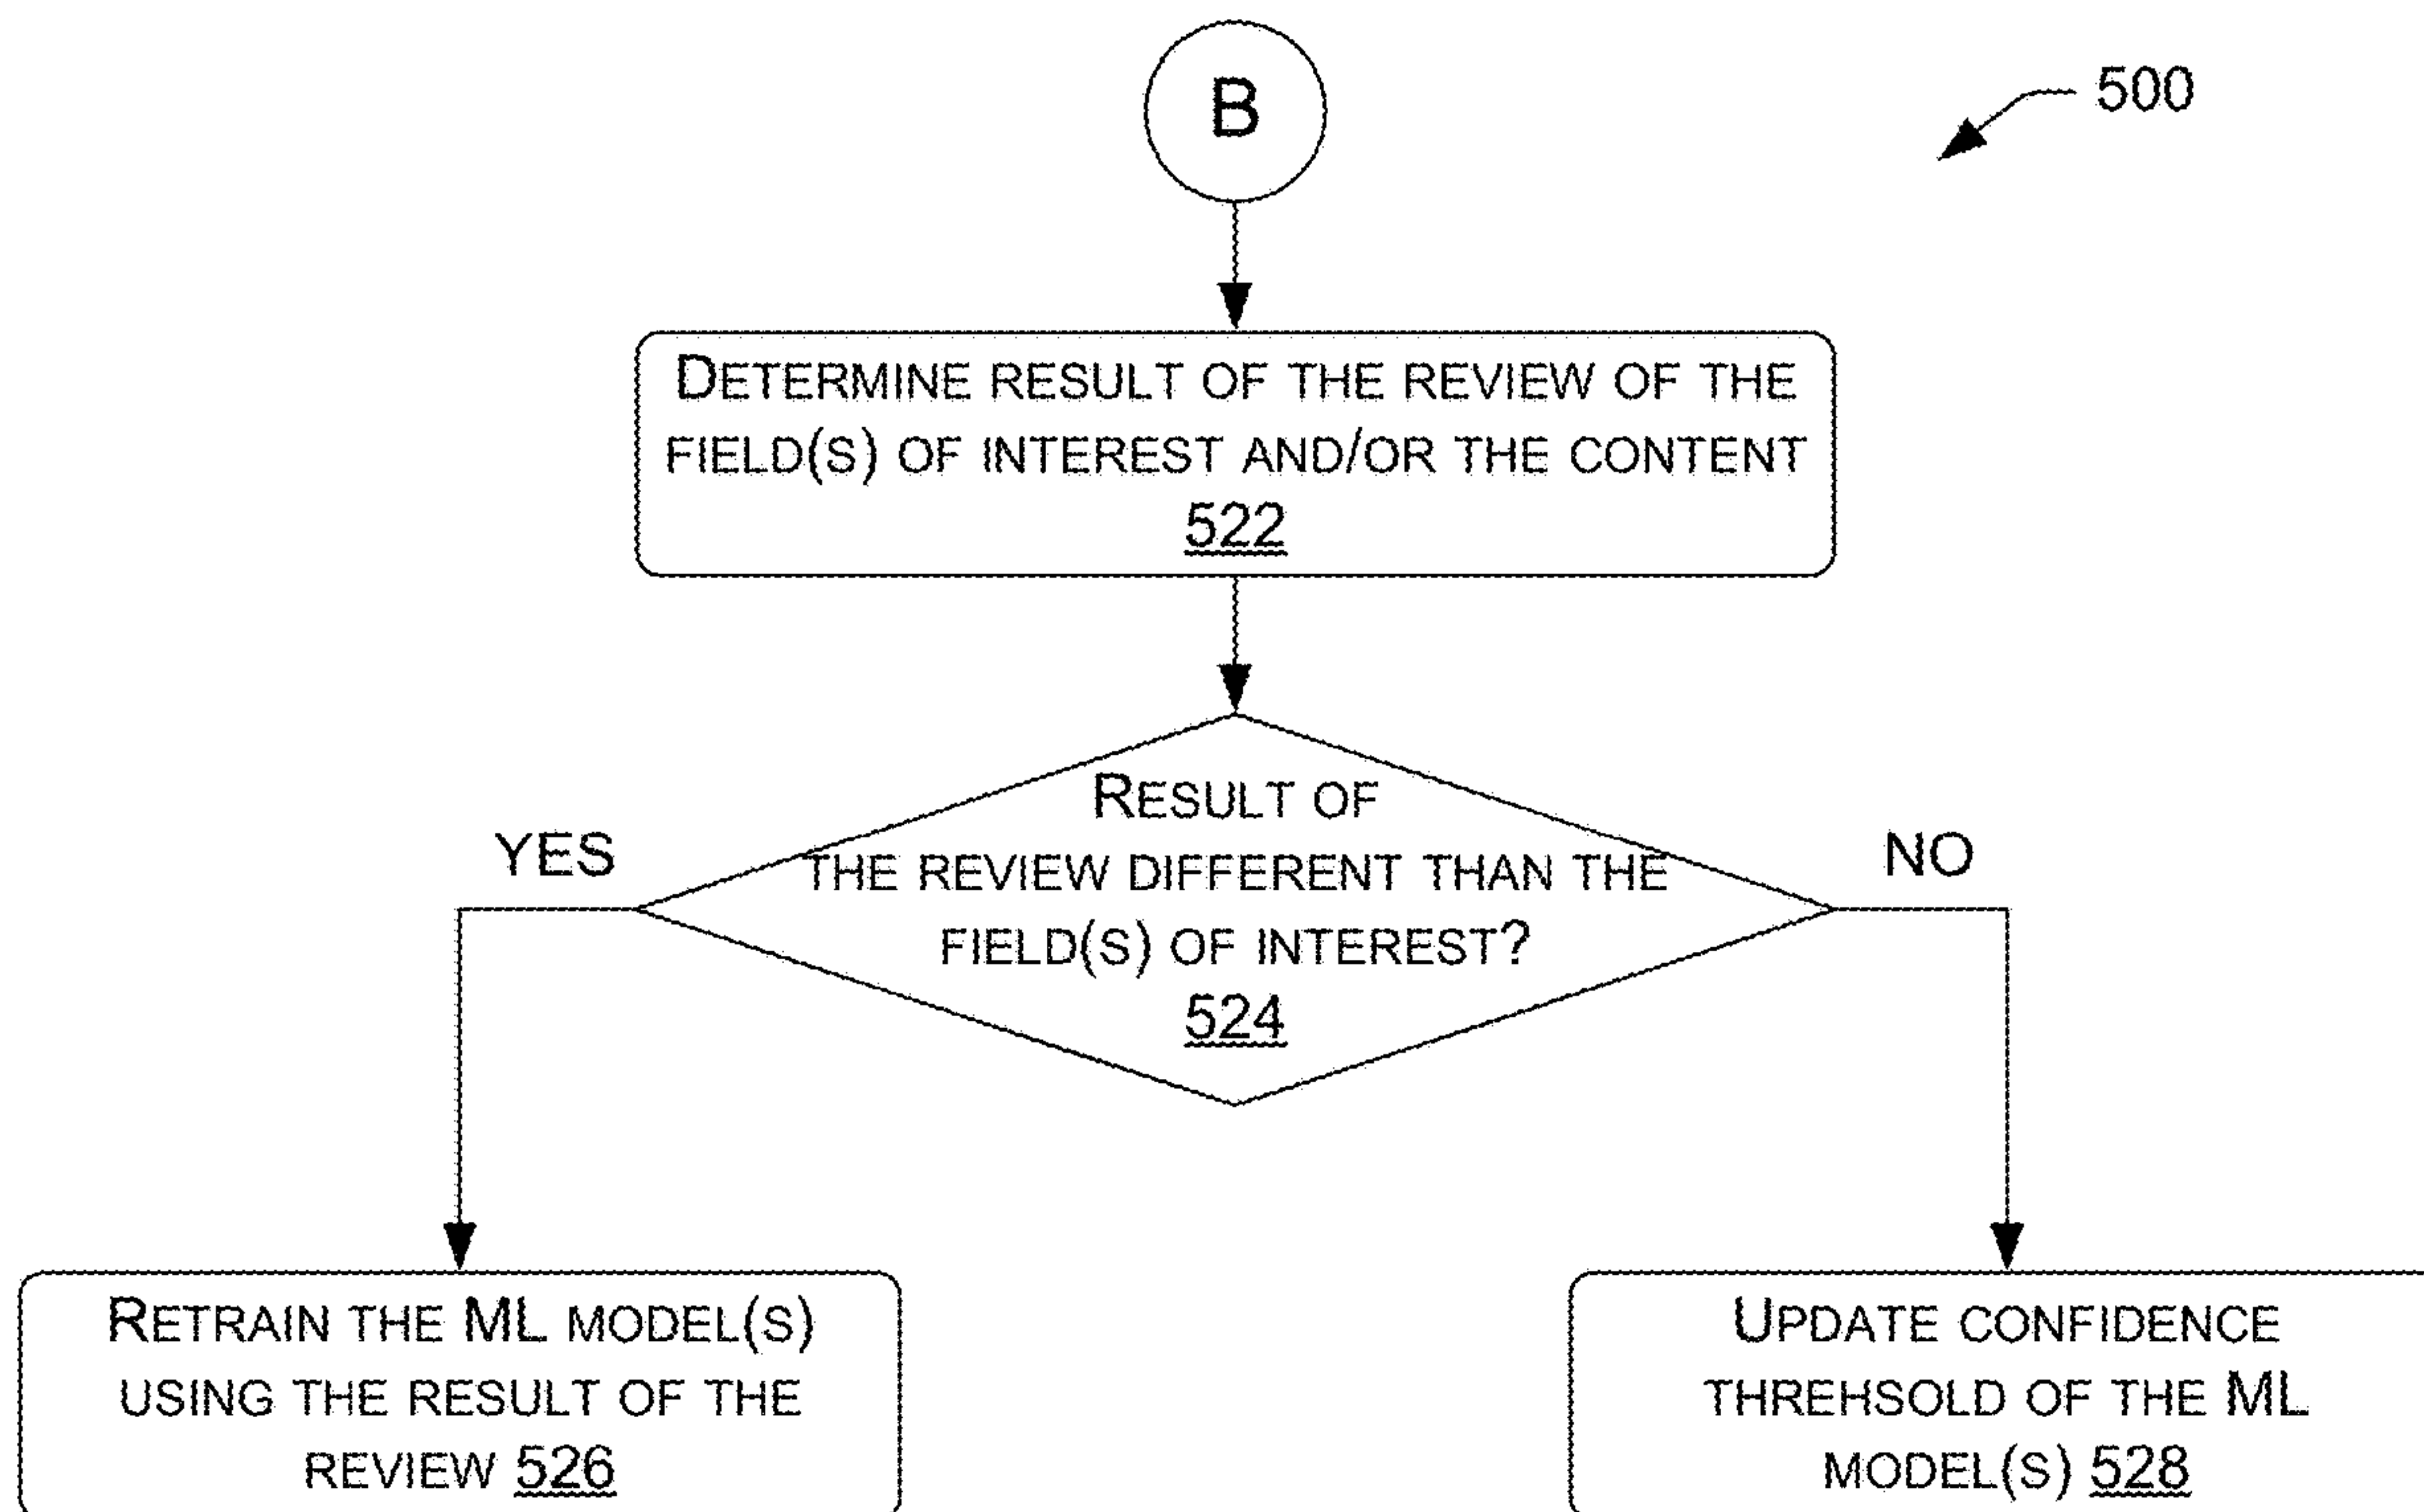 B
500
DETERMINE RESULT OF THE REVIEW OF THE
FIELD(S) OF INTEREST AND/OR THE CONTENT
522
RESULT OF
THE REVIEW DIFFERENT THAN THE
FIELD(S) OF INTEREST?
524
YES
NO
RETRAIN THE ML MODEL(S)
USING THE RESULT OF THE
REVIEW 526
UPDATE CONFIDENCE
THREHSOLD OF THE ML
MODEL(S) 528